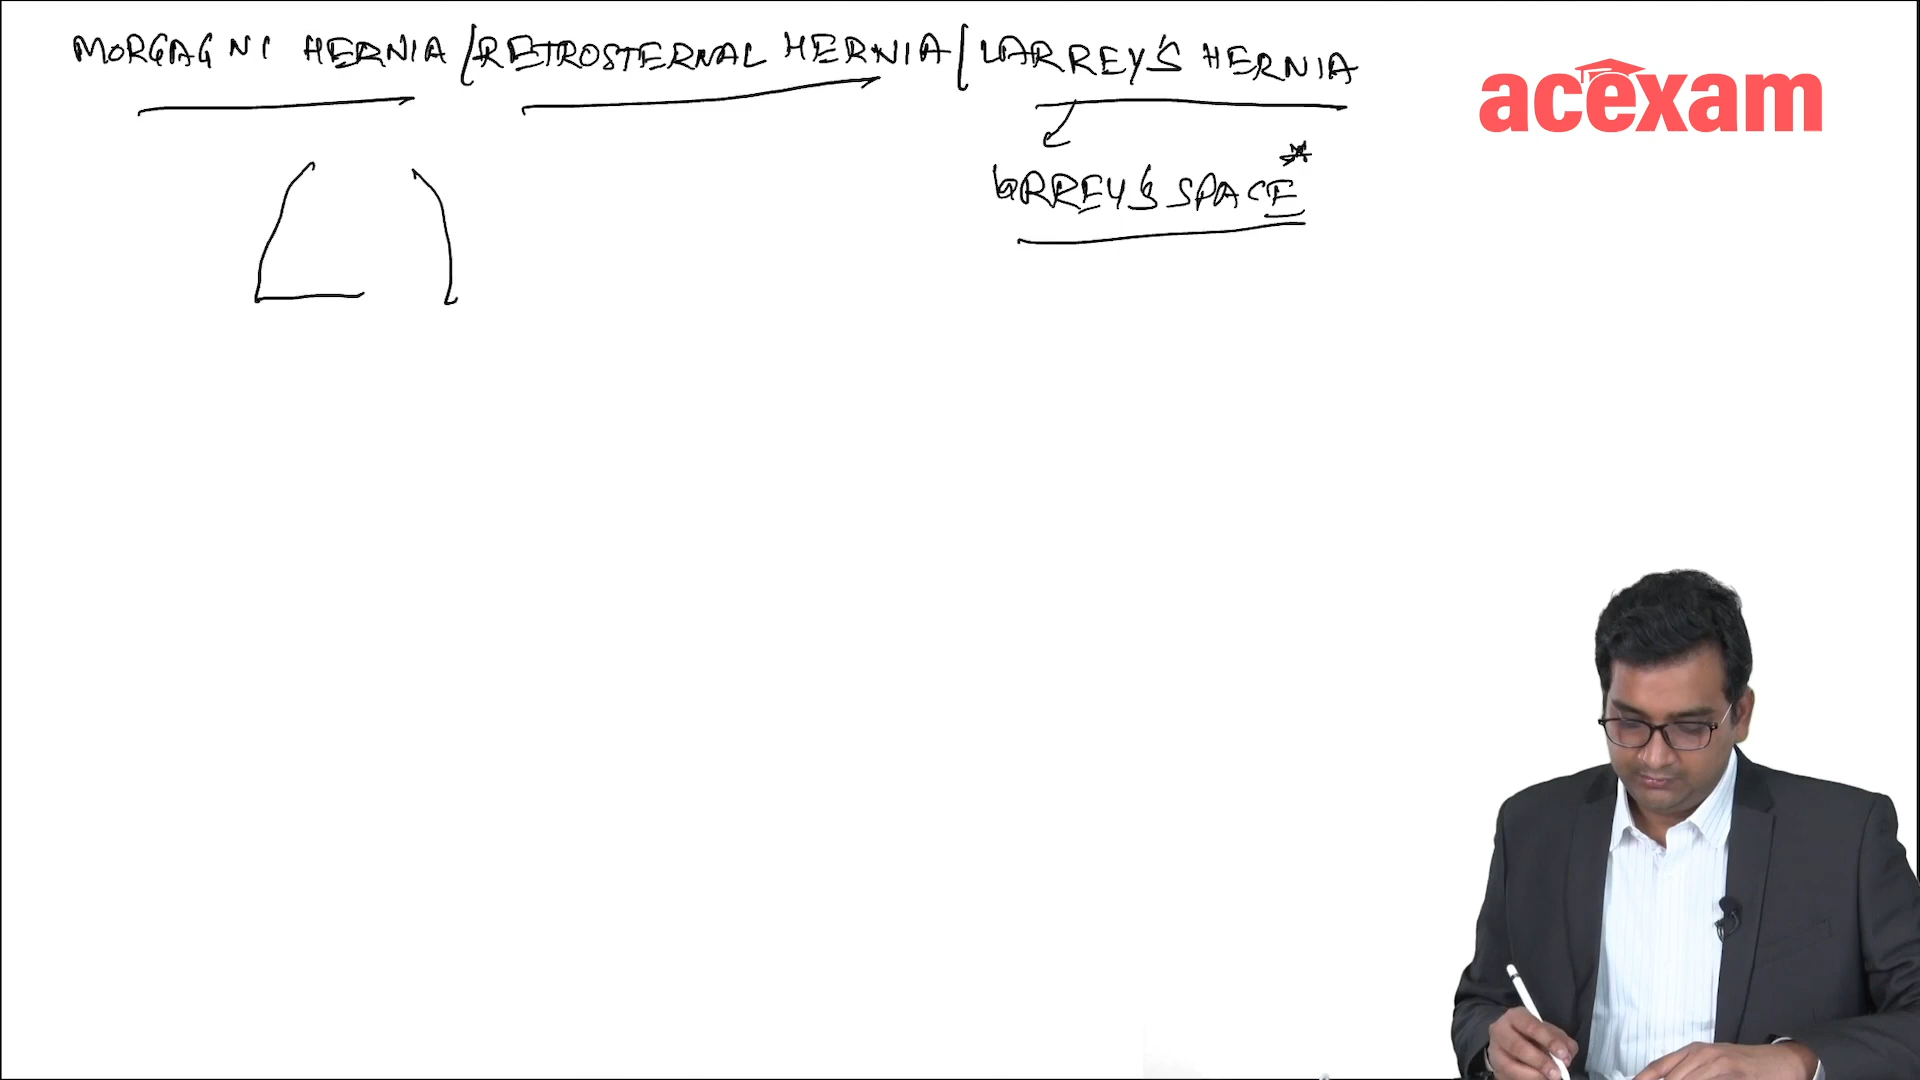 MORGAGNI HERNIA / RETROSTERNAL HERNIA / LARREY'S HERNIA
acexam
LARREY'S SPACE*